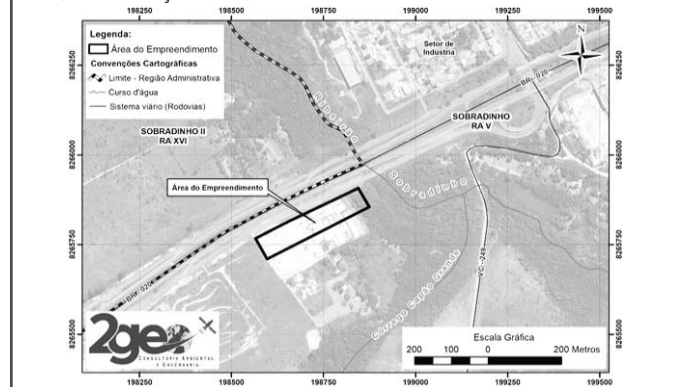 198250 198500 198750 199000 199250 199500
Legenda:
Área do Empreendimento
Convenções Cartográficas
Limite - Região Administrativa
Curso d'água
Sistema viário (Rodovias)
N
Setor de
Indústria
BR-020
8266250
8266250
Ribeirão
SOBRADINHO II
RA XVI
SOBRADINHO
RA V
8266000
8266000
Sobradinho
Área do Empreendimento
8265750
8265750
VC-249
Córrego Capão Grande
BR-020
8265500
8265500
2geo
CONSULTORIA AMBIENTAL
E ENGENHARIA
Escala Gráfica
200 100 0 200 Metros
198250 198500 198750 199000 199250 199500